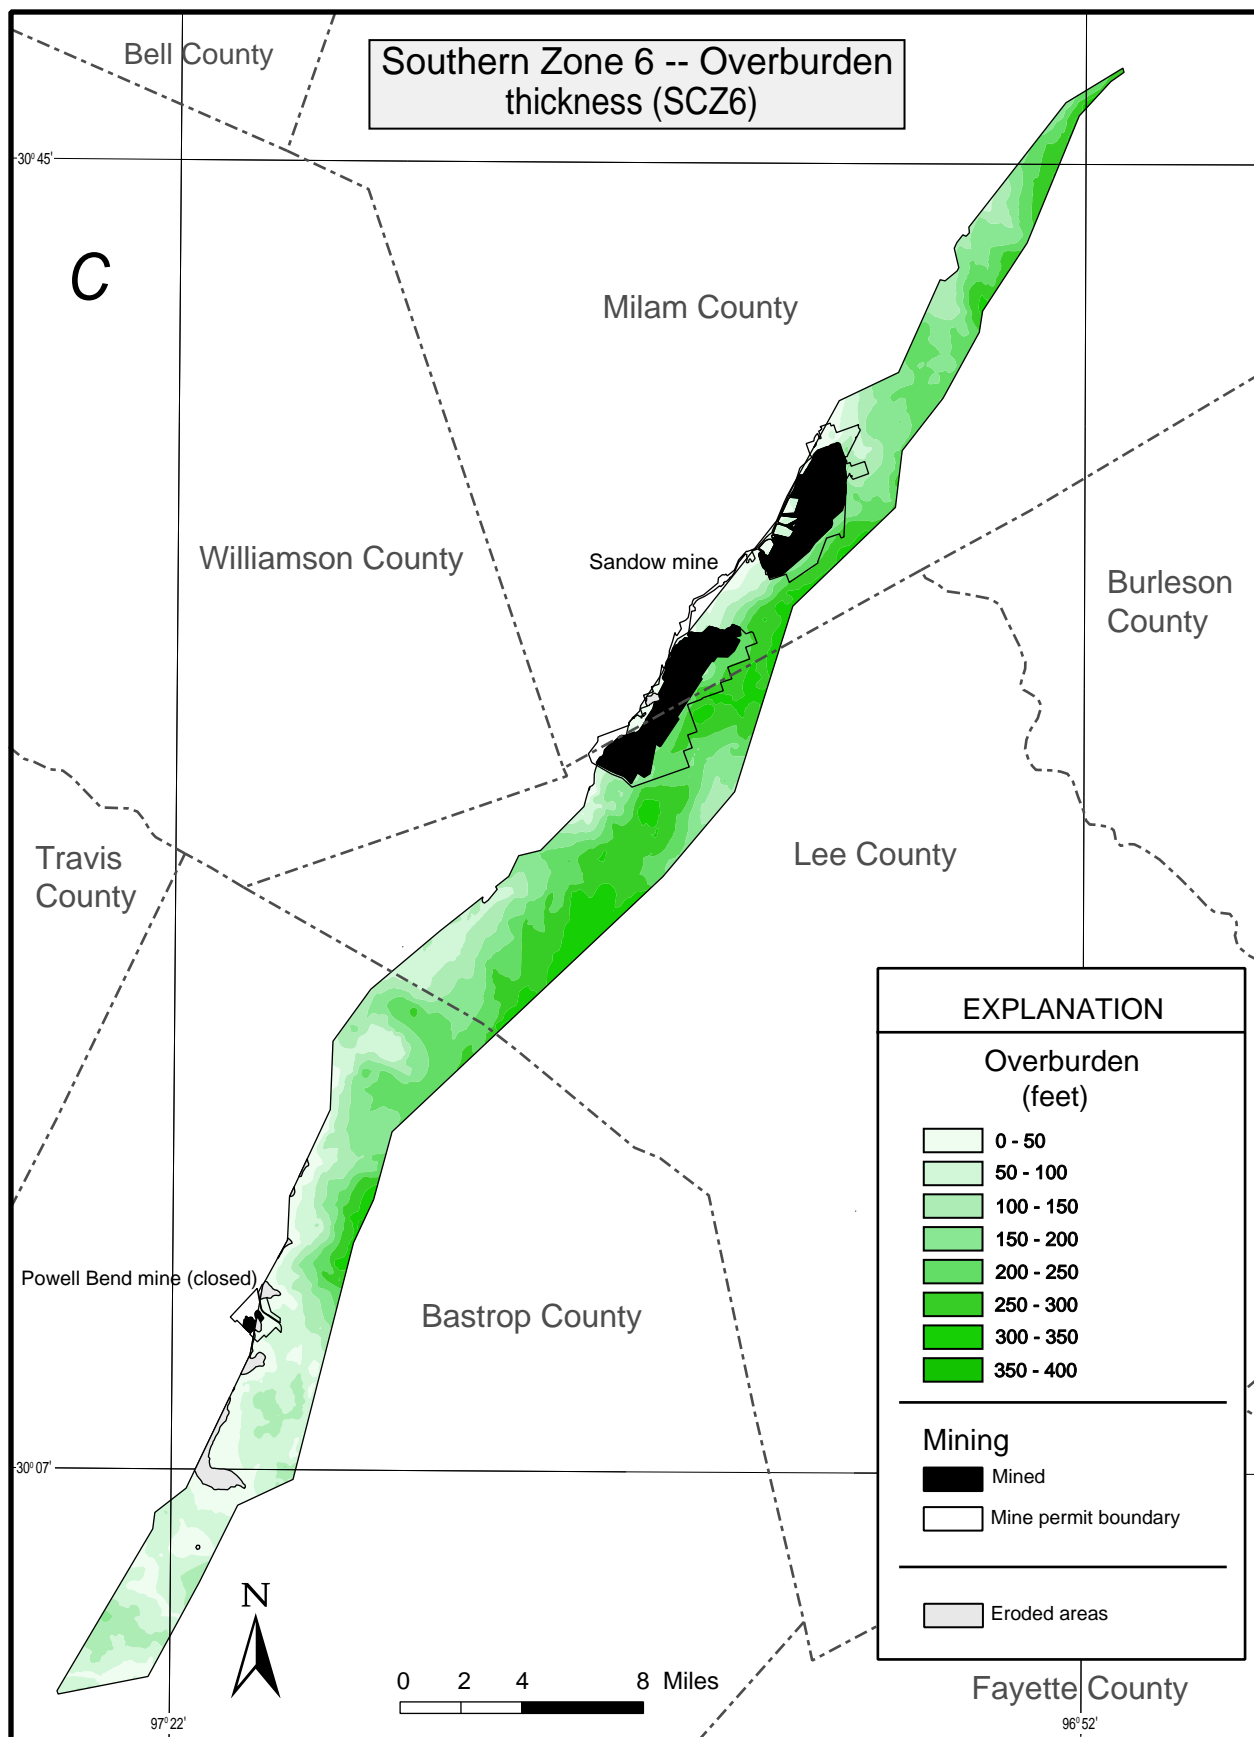 Southern Zone 6 -- Overburden
thickness (SCZ6)
Bell County
30° 45'
C
Milam County
Williamson County
Sandow mine
Burleson
County
Travis
County
Lee County
Powell Bend mine (closed)
Bastrop County
30° 07'
EXPLANATION
Overburden
(feet)
0 - 50
50 - 100
100 - 150
150 - 200
200 - 250
250 - 300
300 - 350
350 - 400
Mining
Mined
Mine permit boundary
Eroded areas
N
0 2 4 8 Miles
Fayette County
97° 22'
96° 52'